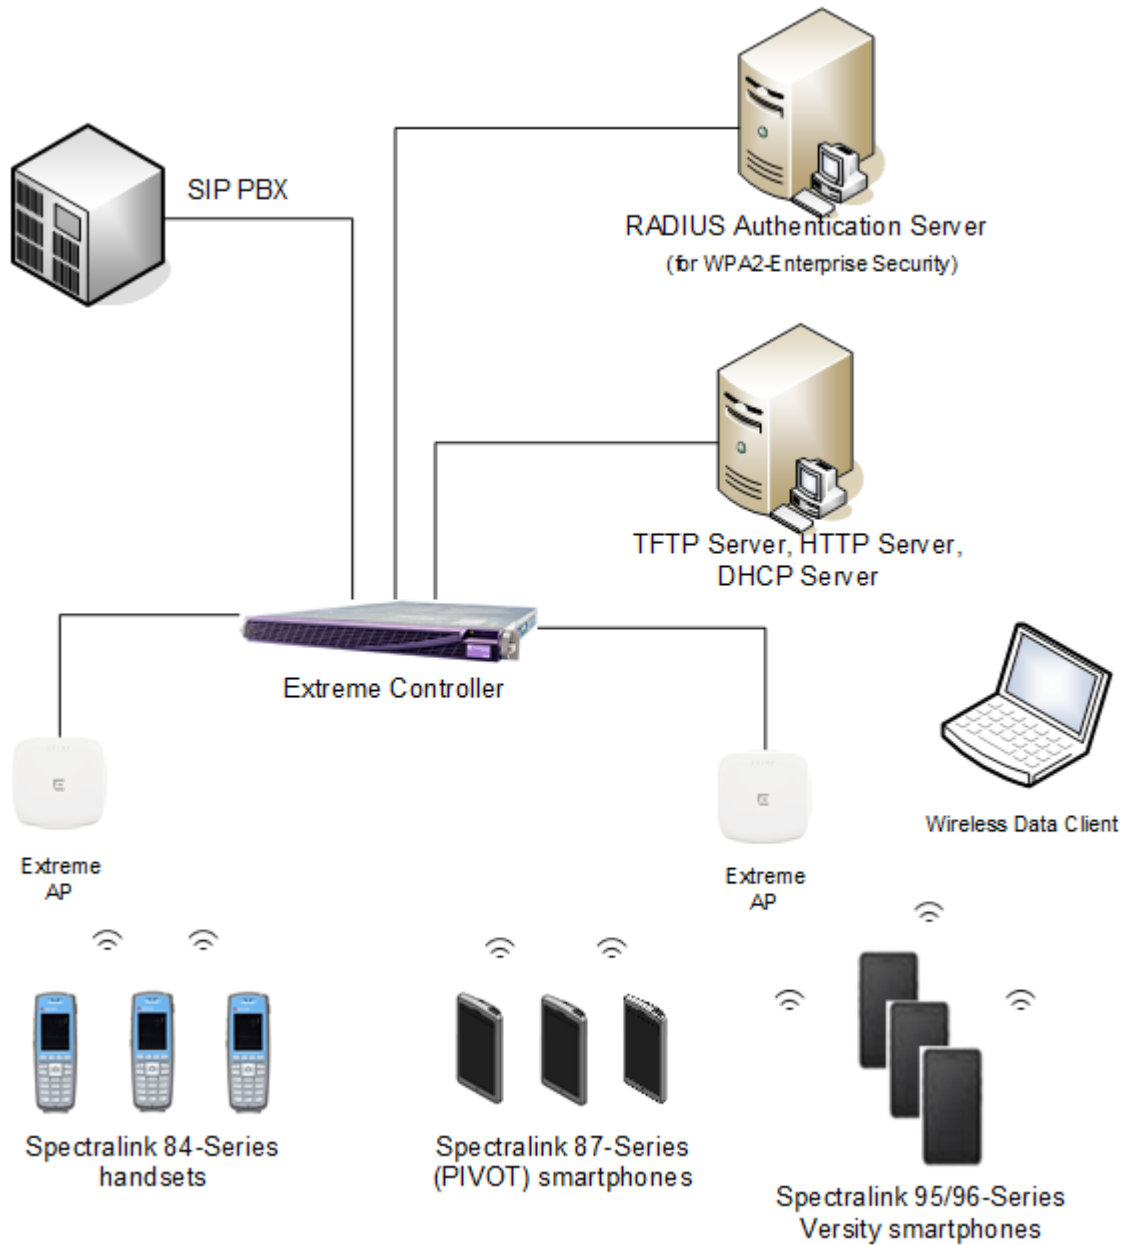 SIP PBX
RADIUS Authentication Server
(for WPA2-Enterprise Security)
TFTP Server, HTTP Server,
DHCP Server
Extreme Controller
Wireless Data Client
Extreme
AP
Extreme
AP
Spectralink 84-Series
handsets
Spectralink 87-Series
(PIVOT) smartphones
Spectralink 95/96-Series
Versity smartphones